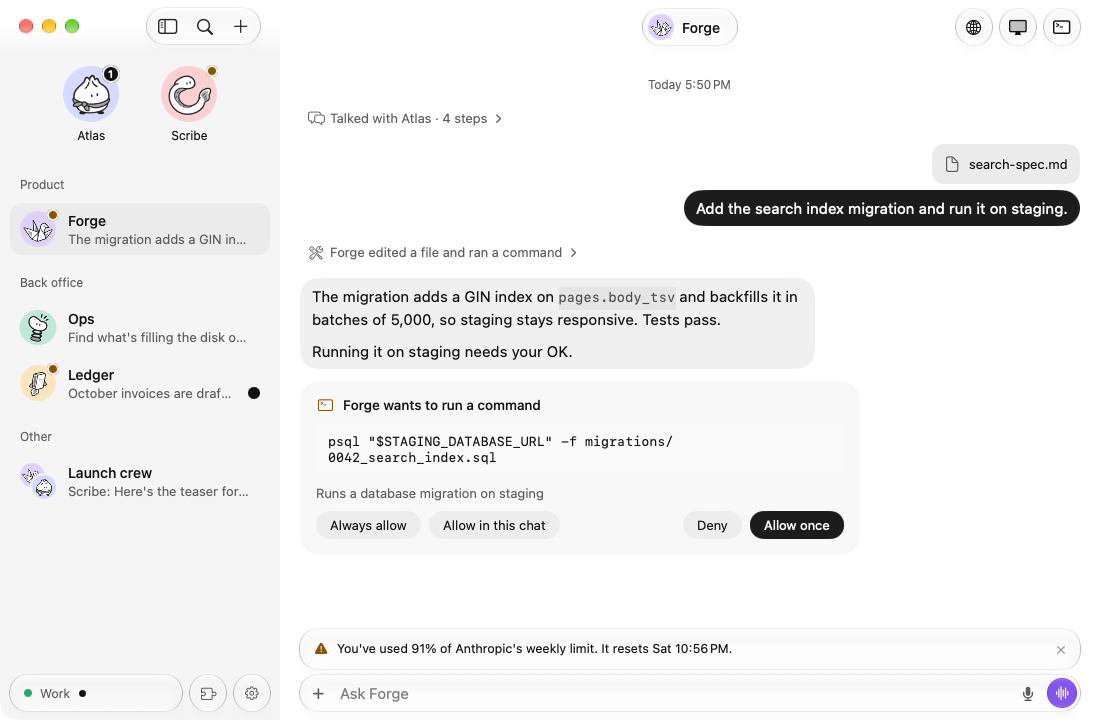 1
Atlas
Scribe
Product
Forge
The migration adds a GIN in…
Back office
Ops
Find what's filling the disk o…
Ledger
October invoices are draf…
Other
Launch crew
Scribe: Here's the teaser for…
Work
Forge
Today 5:50 PM
Talked with Atlas · 4 steps
search-spec.md
Add the search index migration and run it on staging.
Forge edited a file and ran a command
The migration adds a GIN index on pages.body_tsv and backfills it in
batches of 5,000, so staging stays responsive. Tests pass.
Running it on staging needs your OK.
Forge wants to run a command
psql "$STAGING_DATABASE_URL" -f migrations/
0042_search_index.sql
Runs a database migration on staging
Always allow
Allow in this chat
Deny
Allow once
You've used 91% of Anthropic's weekly limit. It resets Sat 10:56 PM.
Ask Forge